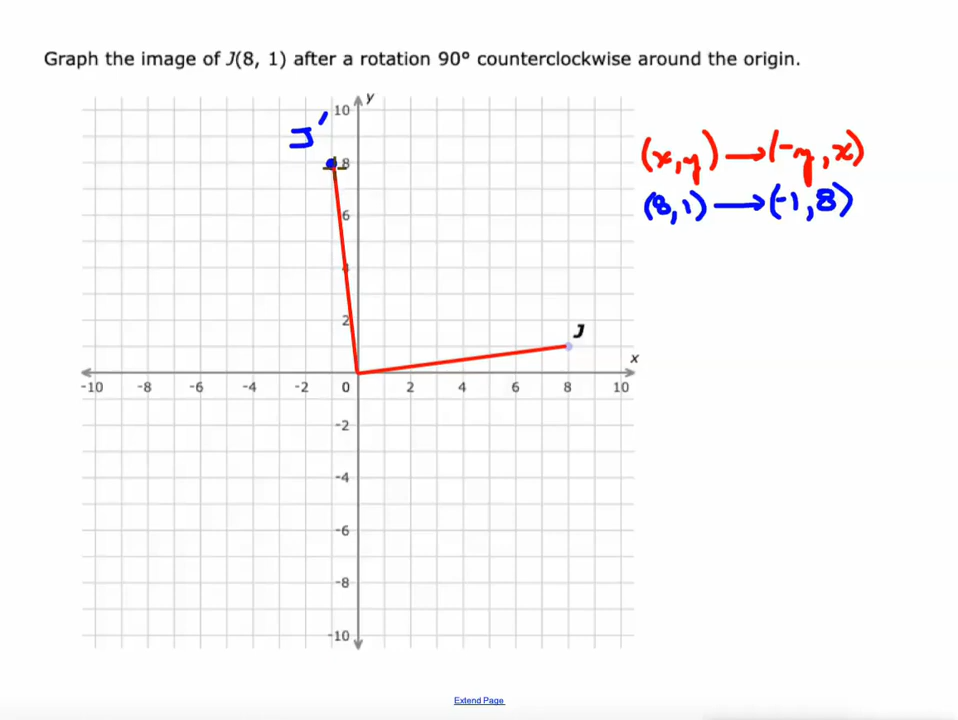 Graph the image of J(8, 1) after a rotation 90° counterclockwise around the origin.
y
10
J'
(x,y) → (-y,x)
8
(8,1) → (-1,8)
6
4
2
J
x
-10 -8 -6 -4 -2 0 2 4 6 8 10
-2
-4
-6
-8
-10
Extend Page